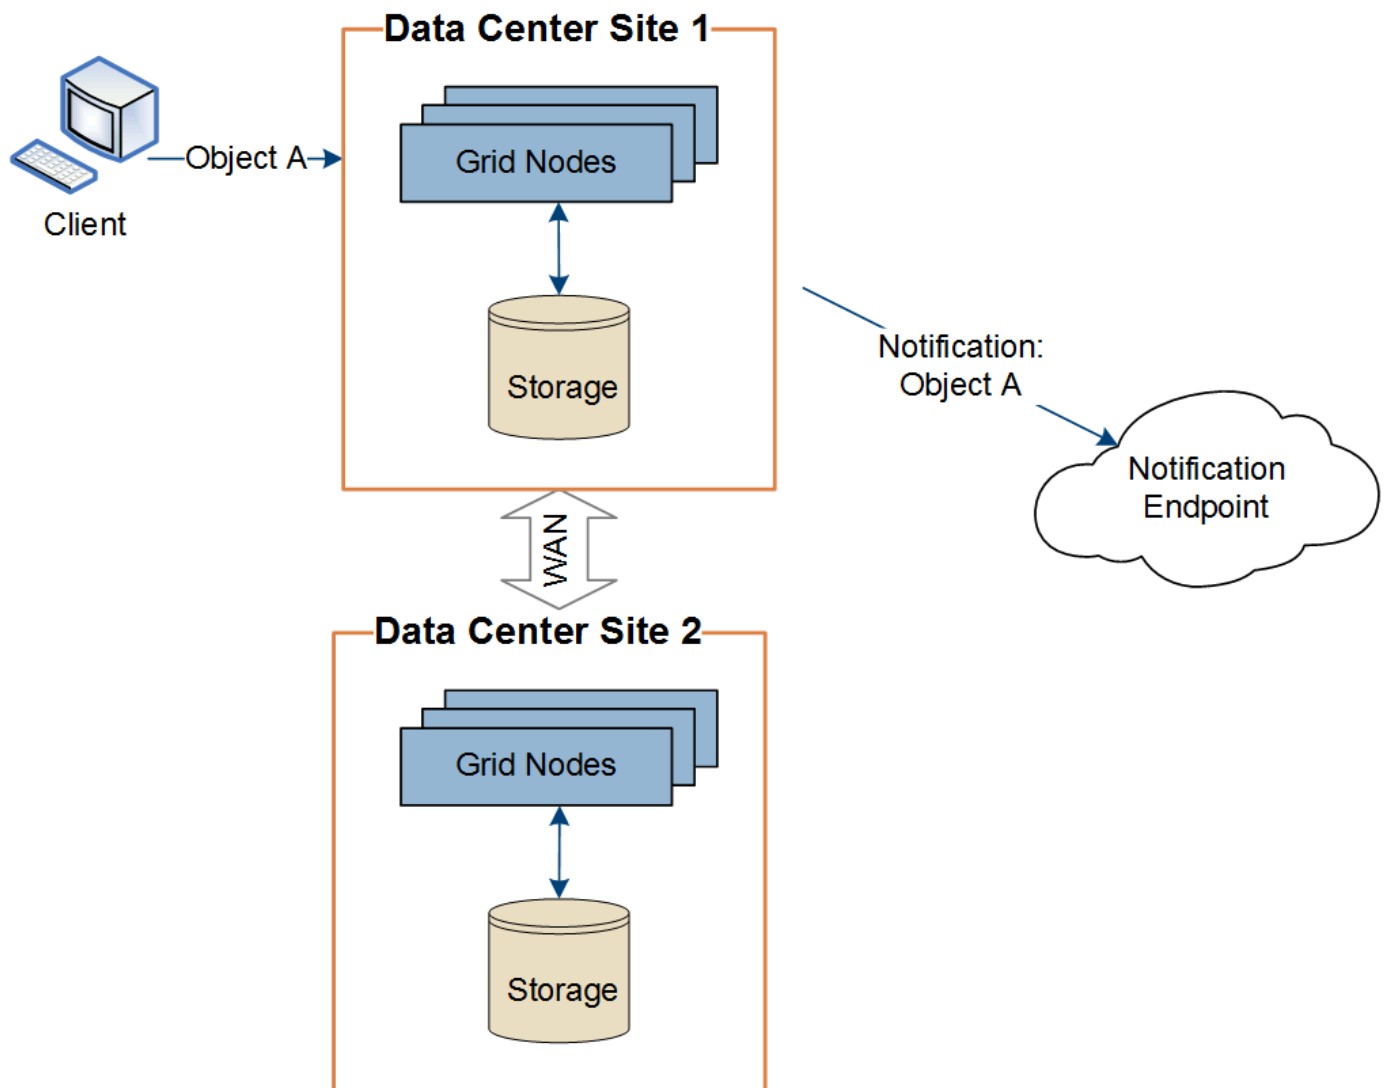 Data Center Site 1
Grid Nodes
Object A
Client
Storage
Notification:
Object A
Notification
Endpoint
WAN
Data Center Site 2
Grid Nodes
Storage